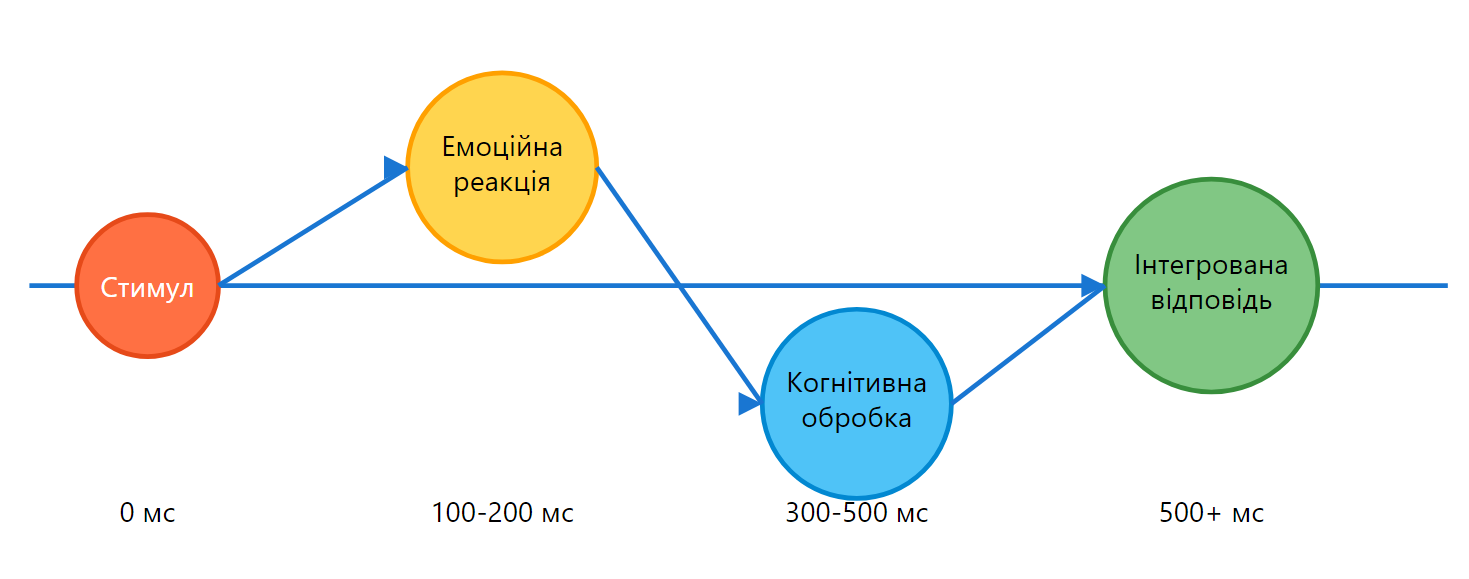 Емоційна
реакція
Стимул
Інтегрована
відповідь
Когнітивна
обробка
0 мс
100-200 мс
300-500 мс
500+ мс